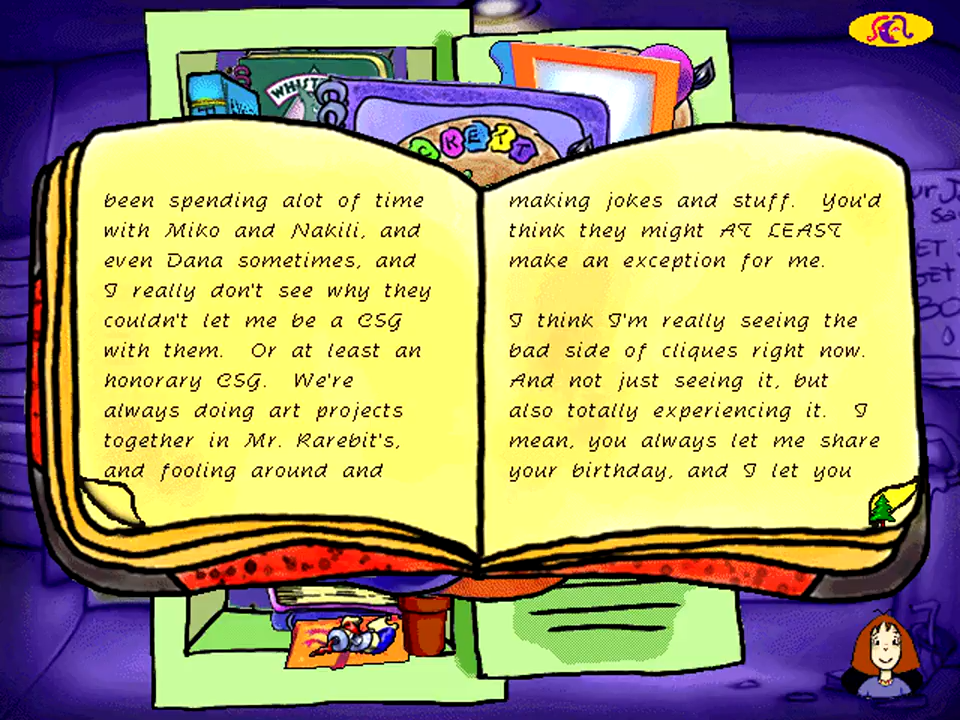 WHIST
CKETT
been spending alot of time
with Miko and Nakili, and
even Dana sometimes, and
I really don't see why they
couldn't let me be a CSG
with them. Or at least an
honorary CSG. We're
always doing art projects
together in Mr. Rarebit's,
and fooling around and
making jokes and stuff. You'd
think they might AT LEAST
make an exception for me.
I think I'm really seeing the
bad side of cliques right now.
And not just seeing it, but
also totally experiencing it. I
mean, you always let me share
your birthday, and I let you